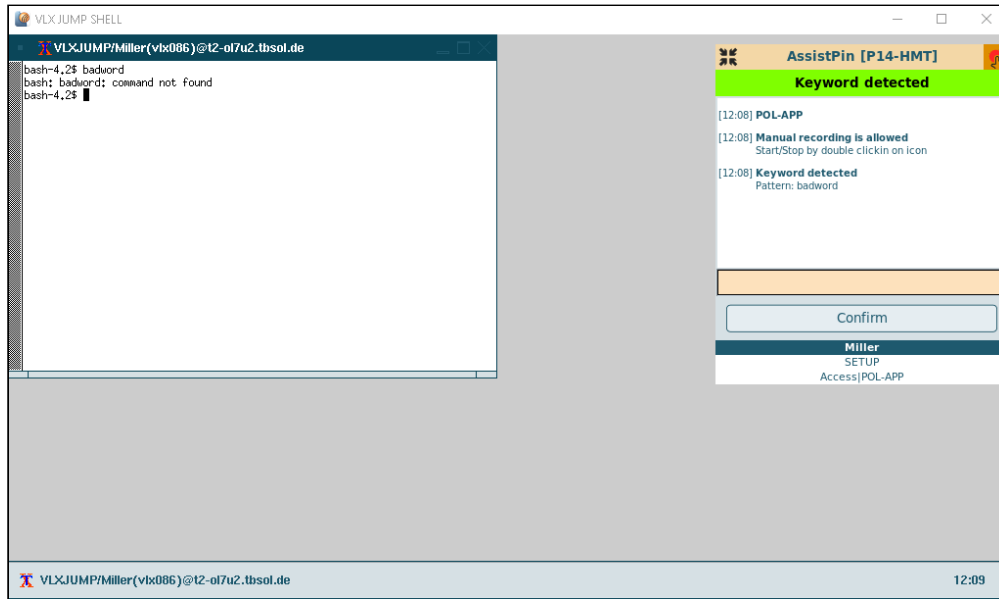 VLX JUMP SHELL
VLXJUMP/Miller(vlx086)@t2-ol7u2.tbsol.de
bash-4.2$ badword
bash: badword: command not found
bash-4.2$
AssistPin [P14-HMT]
Keyword detected
[12:08] POL-APP
[12:08] Manual recording is allowed
Start/Stop by double clickin on icon
[12:08] Keyword detected
Pattern: badword
Confirm
Miller
SETUP
Access|POL-APP
VLXJUMP/Miller(vlx086)@t2-ol7u2.tbsol.de
12:09